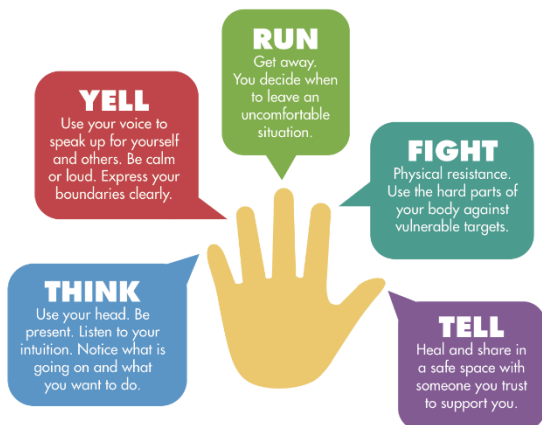 THINK
Use your head. Be
present. Listen to your
intuition. Notice what is
going on and what
you want to do.
YELL
Use your voice to
speak up for yourself
and others. Be calm
or loud. Express your
boundaries clearly.
RUN
Get away.
You decide when
to leave an
uncomfortable
situation.
FIGHT
Physical resistance.
Use the hard parts of
your body against
vulnerable targets.
TELL
Heal and share in
a safe space with
someone you trust
to support you.